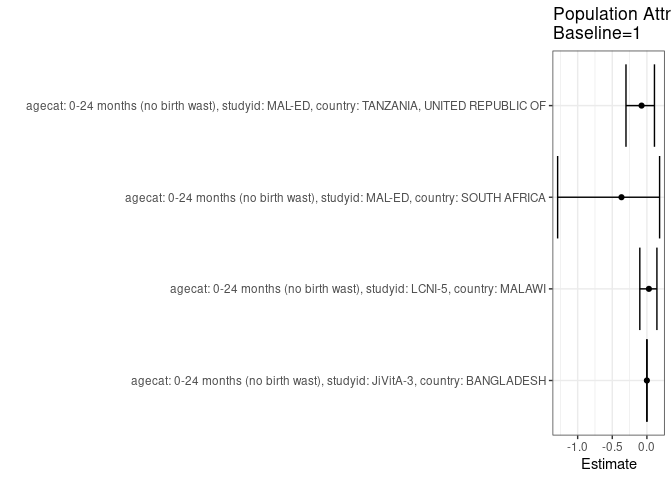 Population Attr
Baseline=1
agecat: 0-24 months (no birth wast), studyid: MAL-ED, country: TANZANIA, UNITED REPUBLIC OF
agecat: 0-24 months (no birth wast), studyid: MAL-ED, country: SOUTH AFRICA
agecat: 0-24 months (no birth wast), studyid: LCNI-5, country: MALAWI
agecat: 0-24 months (no birth wast), studyid: JiVitA-3, country: BANGLADESH
-1.0 -0.5 0.0
Estimate